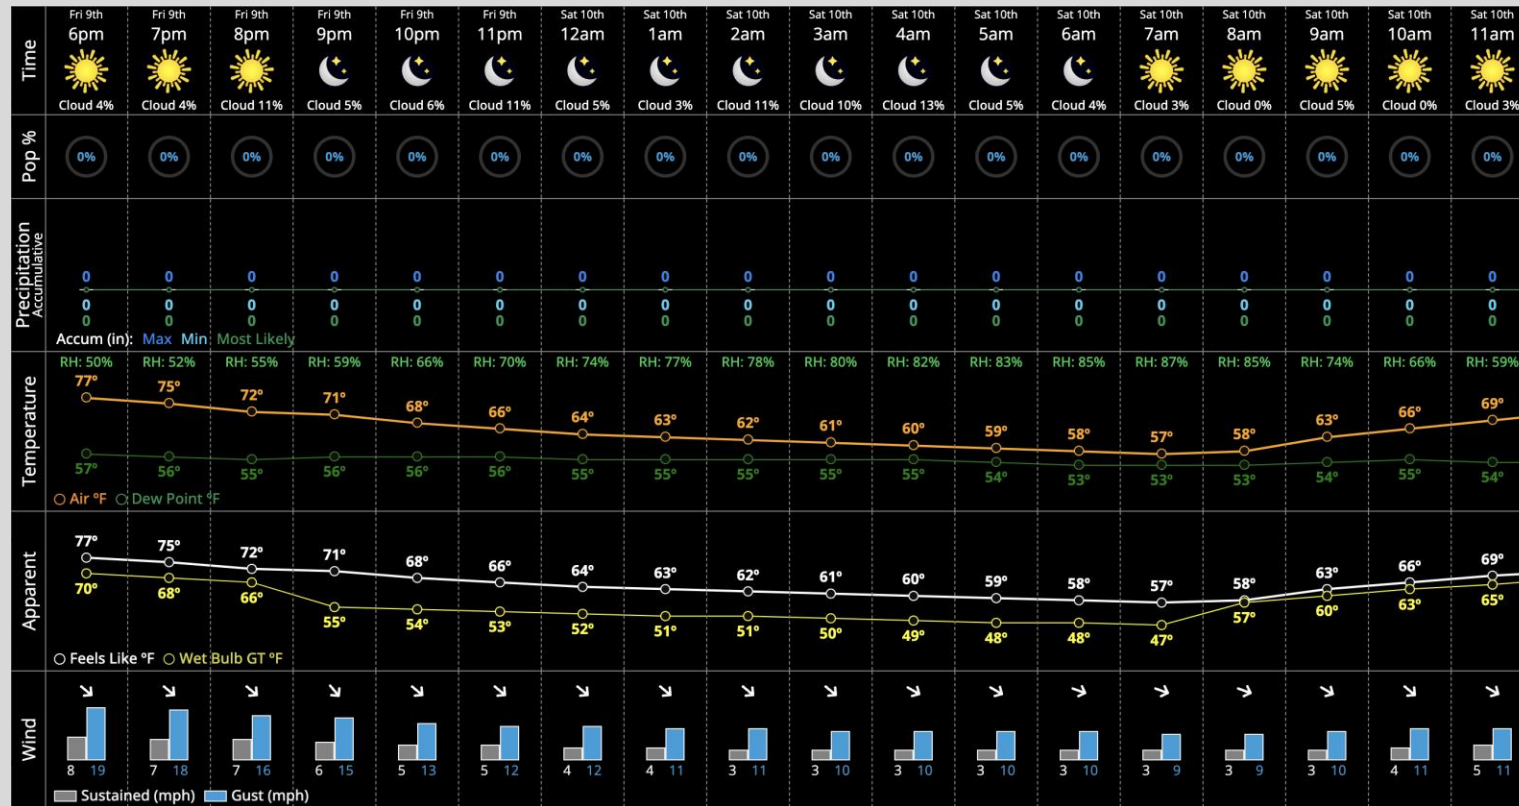 Time
Fri 9th Fri 9th Fri 9th Fri 9th Fri 9th Fri 9th Sat 10th Sat 10th Sat 10th Sat 10th Sat 10th Sat 10th Sat 10th Sat 10th Sat 10th Sat 10th Sat 10th Sat 10th
6pm 7pm 8pm 9pm 10pm 11pm 12am 1am 2am 3am 4am 5am 6am 7am 8am 9am 10am 11am
Cloud 4% Cloud 4% Cloud 11% Cloud 5% Cloud 6% Cloud 11% Cloud 5% Cloud 3% Cloud 11% Cloud 10% Cloud 13% Cloud 5% Cloud 4% Cloud 3% Cloud 0% Cloud 5% Cloud 0% Cloud 3%
Pop %
0% 0% 0% 0% 0% 0% 0% 0% 0% 0% 0% 0% 0% 0% 0% 0% 0% 0%
Precipitation
Accumulative
0 0 0 0 0 0 0 0 0 0 0 0 0 0 0 0 0 0
0 0 0 0 0 0 0 0 0 0 0 0 0 0 0 0 0 0
0 0 0 0 0 0 0 0 0 0 0 0 0 0 0 0 0 0
Accum (in): Max Min Most Likely
Temperature
RH: 50% RH: 52% RH: 55% RH: 59% RH: 66% RH: 70% RH: 74% RH: 77% RH: 78% RH: 80% RH: 82% RH: 83% RH: 85% RH: 87% RH: 85% RH: 74% RH: 66% RH: 59%
77° 75° 72° 71° 68° 66° 64° 63° 62° 61° 60° 59° 58° 57° 58° 63° 66° 69°
57° 56° 55° 56° 56° 56° 55° 55° 55° 55° 55° 54° 53° 53° 53° 54° 55° 54°
Air °F Dew Point °F
Apparent
77° 75° 72° 71° 68° 66° 64° 63° 62° 61° 60° 59° 58° 57° 58° 63° 66° 69°
70° 68° 66° 55° 54° 53° 52° 51° 51° 50° 49° 48° 48° 47° 57° 60° 63° 65°
Feels Like °F Wet Bulb GT °F
Wind
8 19 7 18 7 16 6 15 5 13 5 12 4 12 4 11 3 11 3 10 3 10 3 10 3 10 3 9 3 9 3 10 4 11 5 11
Sustained (mph) Gust (mph)